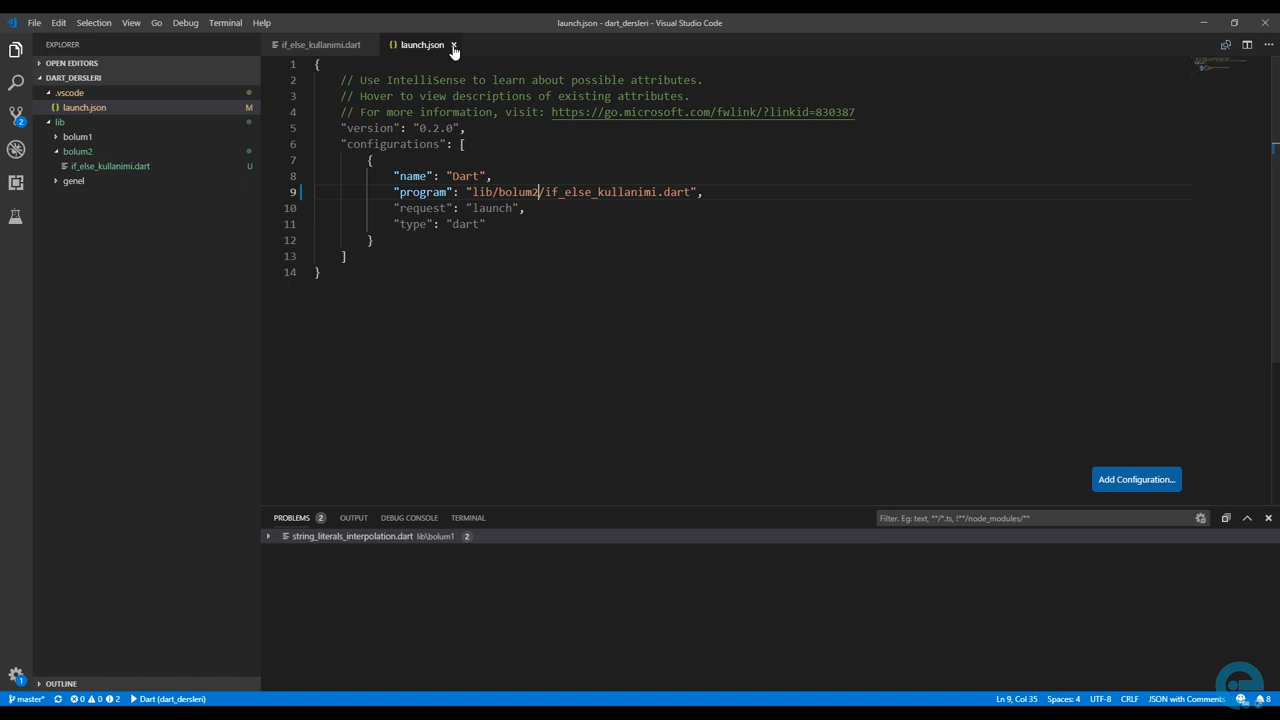 File Edit Selection View Go Debug Terminal Help
launch.json - dart_dersleri - Visual Studio Code
EXPLORER
OPEN EDITORS
DART_DERSLERI
.vscode
launch.json M
lib
bolum1
bolum2
if_else_kullanimi.dart U
genel
OUTLINE
if_else_kullanimi.dart
{ } launch.json ×
1 {
2 // Use IntelliSense to learn about possible attributes.
3 // Hover to view descriptions of existing attributes.
4 // For more information, visit: https://go.microsoft.com/fwlink/?linkid=830387
5 "version": "0.2.0",
6 "configurations": [
7 {
8 "name": "Dart",
9 "program": "lib/bolum2/if_else_kullanimi.dart",
10 "request": "launch",
11 "type": "dart"
12 }
13 ]
14 }
Add Configuration...
PROBLEMS 2 OUTPUT DEBUG CONSOLE TERMINAL
Filter. Eg: text, **/*.ts, !**/node_modules/**
string_literals_interpolation.dart lib\bolum1 2
2
1
master* 0 0 2 Dart (dart_dersleri)
Ln 9, Col 35 Spaces: 4 UTF-8 CRLF JSON with Comments 8